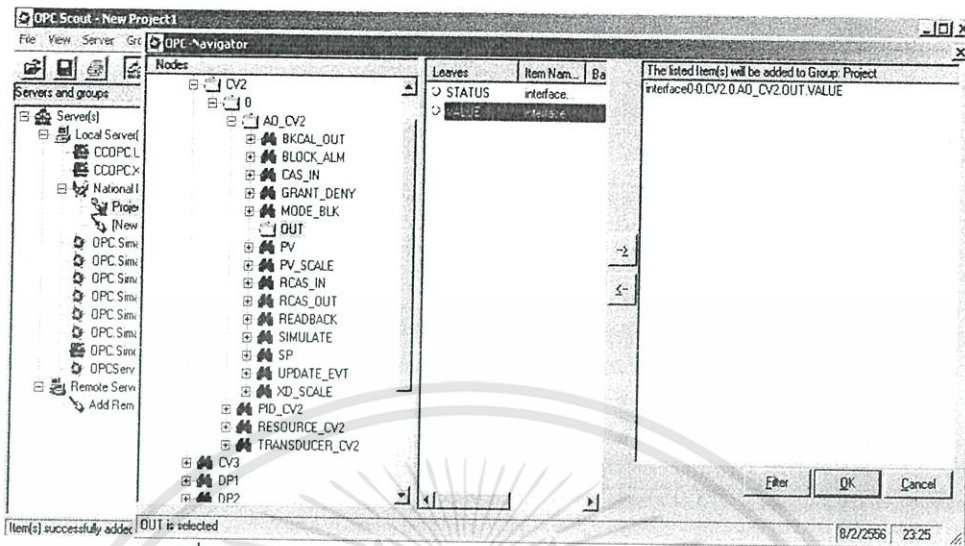 OPC Scout - New Project1
File View Server Gro
OPC-Navigator
Servers and groups
Server(s)
Local Server(
CCOPC.L
CCOPC.X
National I
Projec
[New
OPC.Simu
OPC.Simu
OPC.Simu
OPC.Simu
OPC.Simu
OPC.Simu
OPC.Simu
OPCServ
Remote Serve
Add Rem
Item(s) successfully added
Nodes
CV2
0
AO_CV2
BKCAL_OUT
BLOCK_ALM
CAS_IN
GRANT_DENY
MODE_BLK
OUT
PV
PV_SCALE
RCAS_IN
RCAS_OUT
READBACK
SIMULATE
SP
UPDATE_EVT
XD_SCALE
PID_CV2
RESOURCE_CV2
TRANSDUCER_CV2
CV3
DP1
DP2
Leaves Item Nam... Ba
STATUS interface...
VALUE interface...
->
<-
The listed Item(s) will be added to Group: Project
interface0-0.CV2.0.AO_CV2.OUT.VALUE
Filter OK Cancel
OUT is selected
8/2/2556 23:25